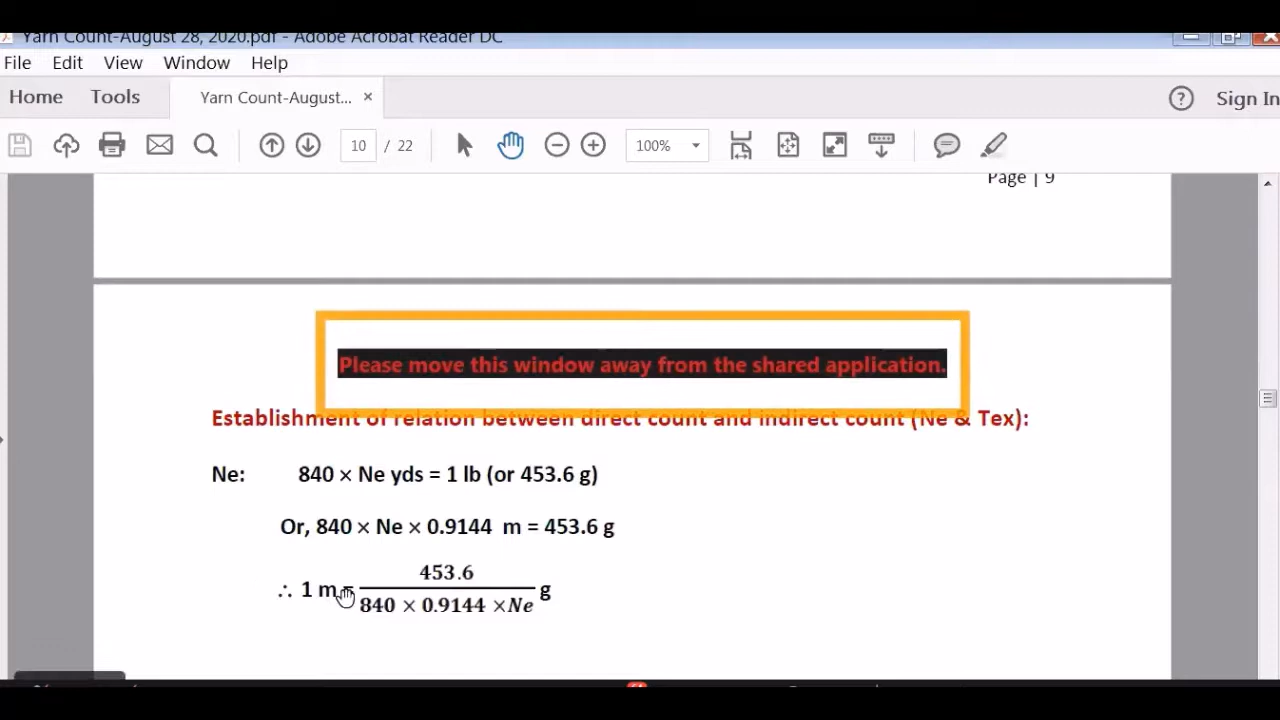 Yarn Count-August 28, 2020.pdf - Adobe Acrobat Reader DC
File Edit View Window Help
Home Tools Yarn Count-August... × Sign In
10 / 22 100%
Page | 9
Please move this window away from the shared application.
Establishment of relation between direct count and indirect count (Ne & Tex):
Ne: 840 × Ne yds = 1 lb (or 453.6 g)
Or, 840 × Ne × 0.9144 m = 453.6 g
453.6
∴ 1 m = g
840 × 0.9144 ×Ne